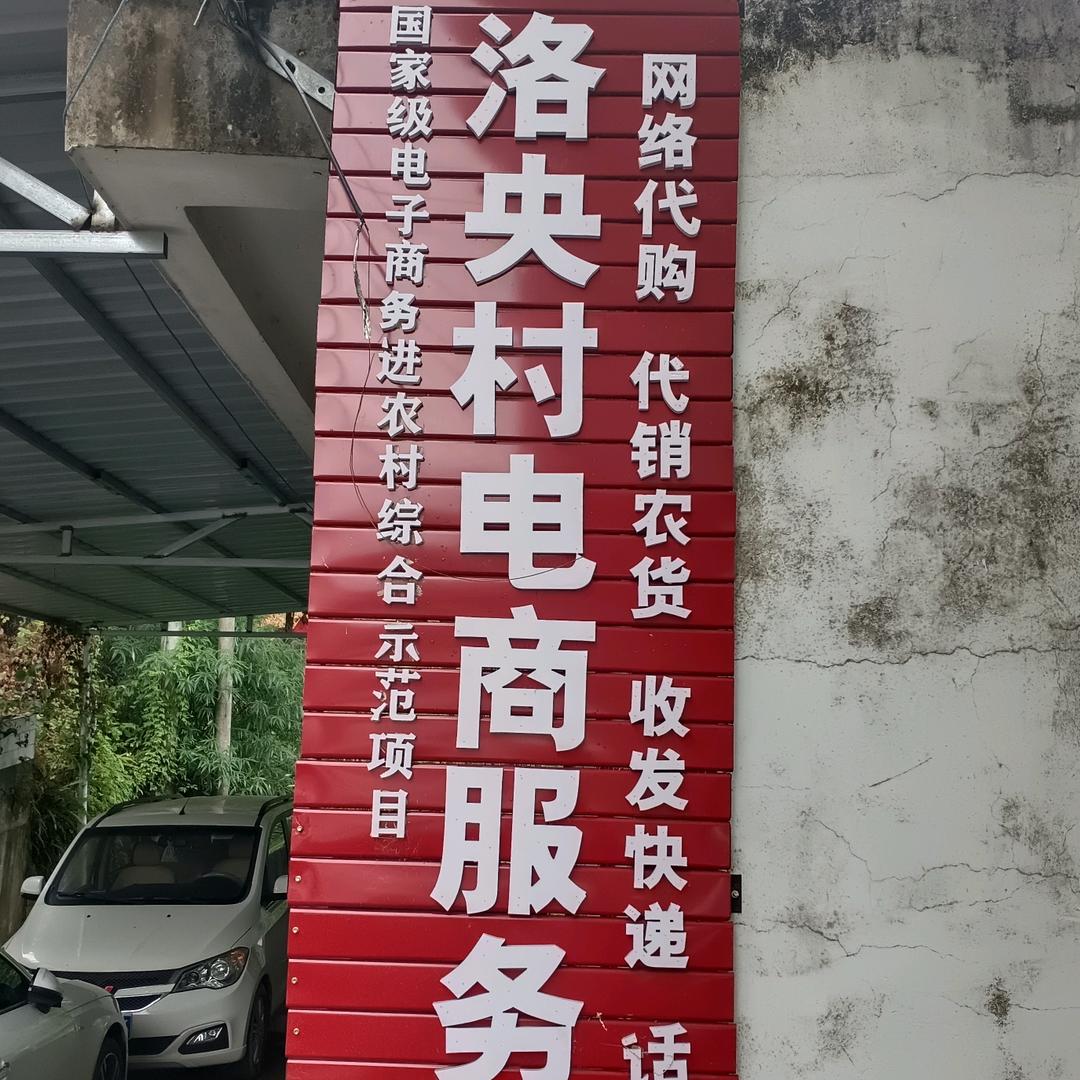 国家级电子商务进农村综合示范项目
洛央村电商服务
网络代购 代销农货 收发快递 话